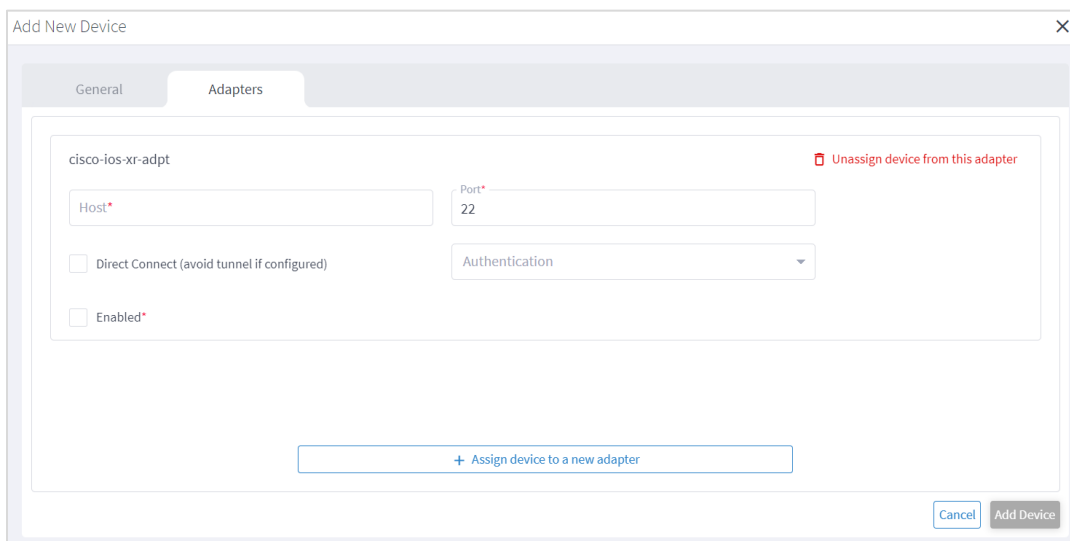 Add New Device
General Adapters
cisco-ios-xr-adpt Unassign device from this adapter
Port*
Host* 22
Direct Connect (avoid tunnel if configured) Authentication
Enabled*
+ Assign device to a new adapter
Cancel Add Device